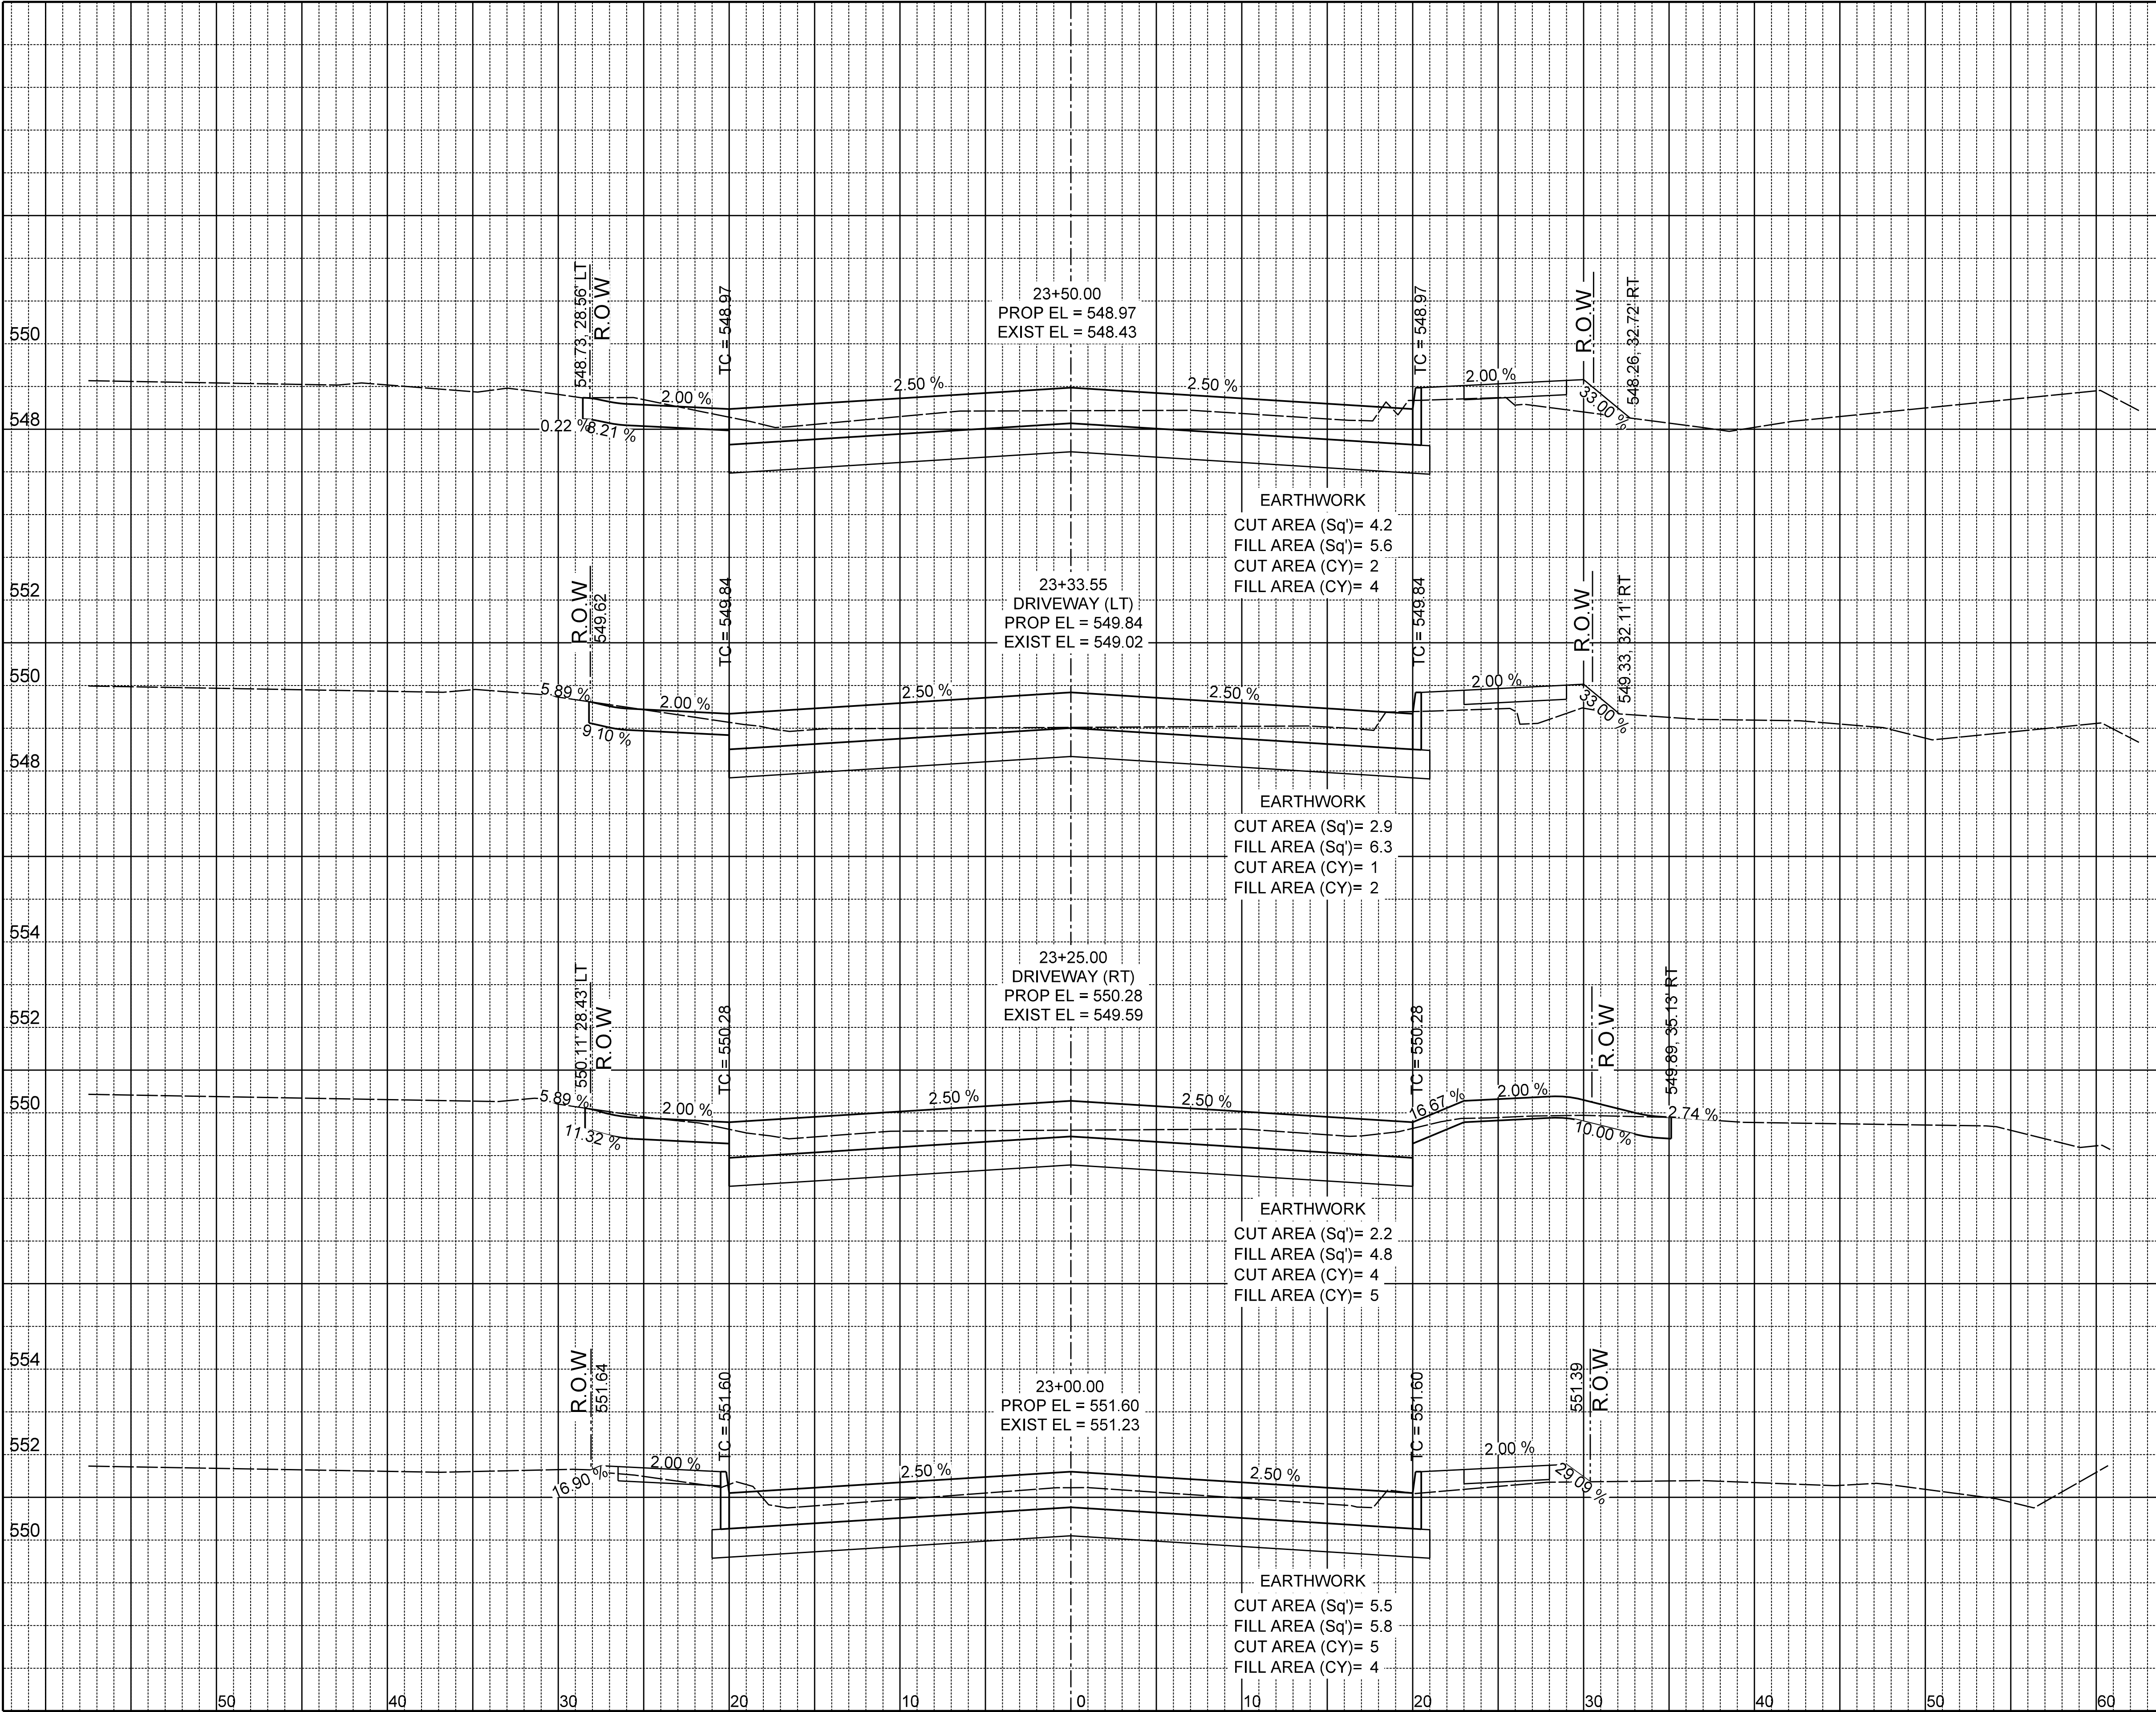 548.73, 28.56' LT
R.O.W
TC = 548.97
23+50.00
PROP EL = 548.97
EXIST EL = 548.43
TC = 548.97
R.O.W
548.26, 32.72' RT
550
548
2.00 %
2.50 %
2.50 %
2.00 %
33.00 %
0.22 %
8.21 %
EARTHWORK
CUT AREA (Sq')= 4.2
FILL AREA (Sq')= 5.6
CUT AREA (CY)= 2
FILL AREA (CY)= 4
552
R.O.W
549.62
TC = 549.84
23+33.55
DRIVEWAY (LT)
PROP EL = 549.84
EXIST EL = 549.02
TC = 549.84
R.O.W
549.33, 32.11' RT
550
5.89 %
2.00 %
2.50 %
2.50 %
2.00 %
33.00 %
9.10 %
548
EARTHWORK
CUT AREA (Sq')= 2.9
FILL AREA (Sq')= 6.3
CUT AREA (CY)= 1
FILL AREA (CY)= 2
554
552
550.11' 28.43' LT
R.O.W
TC = 550.28
23+25.00
DRIVEWAY (RT)
PROP EL = 550.28
EXIST EL = 549.59
TC = 550.28
R.O.W
549.89, 35.13' RT
550
5.89 %
2.00 %
2.50 %
2.50 %
16.67 %
2.00 %
2.74 %
11.32 %
10.00 %
EARTHWORK
CUT AREA (Sq')= 2.2
FILL AREA (Sq')= 4.8
CUT AREA (CY)= 4
FILL AREA (CY)= 5
554
R.O.W
551.64
TC = 551.60
23+00.00
PROP EL = 551.60
EXIST EL = 551.23
TC = 551.60
551.39
R.O.W
552
16.90 %
2.00 %
2.50 %
2.50 %
2.00 %
29.09 %
550
EARTHWORK
CUT AREA (Sq')= 5.5
FILL AREA (Sq')= 5.8
CUT AREA (CY)= 5
FILL AREA (CY)= 4
50 40 30 20 10 0 10 20 30 40 50 60